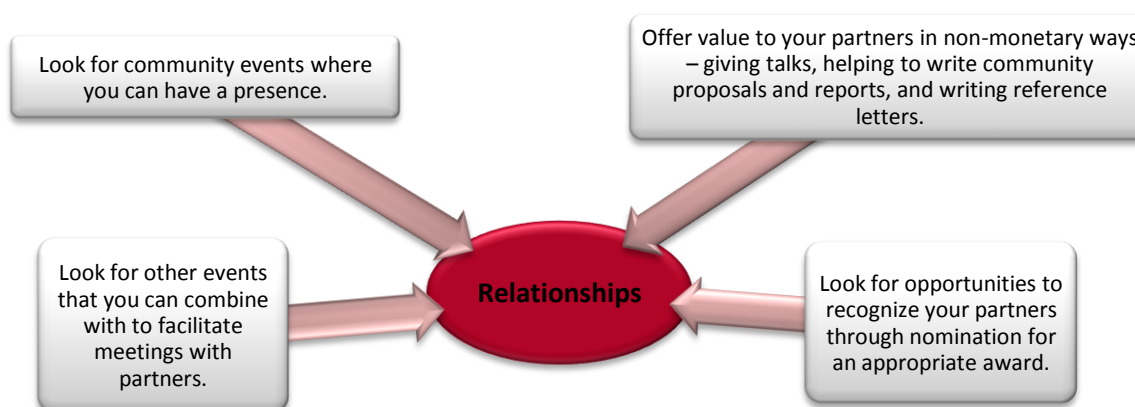 Look for community events where
you can have a presence.
Offer value to your partners in non-monetary ways
– giving talks, helping to write community
proposals and reports, and writing reference
letters.
Relationships
Look for other events
that you can combine
with to facilitate
meetings with
partners.
Look for opportunities to
recognize your partners
through nomination for
an appropriate award.